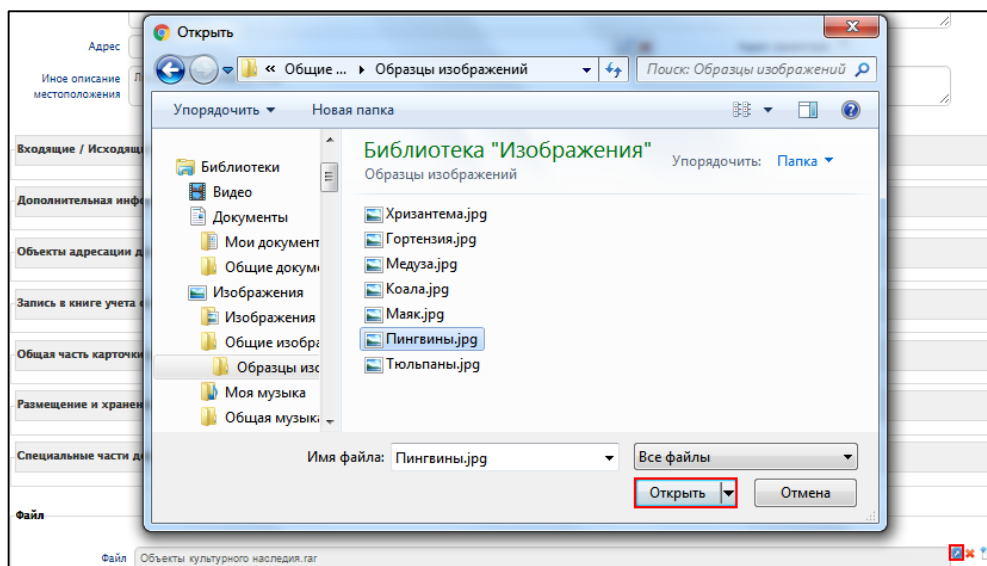 Открыть
Адрес
« Общие ... Образцы изображений
Поиск: Образцы изображений
Иное описание
местоположения
Упорядочить
Новая папка
Входящие / Исходящ
Библиотека "Изображения"
Образцы изображений
Упорядочить: Папка
Библиотеки
Видео
Документы
Мои документ
Общие докум
Изображения
Изображения
Общие изобра
Образцы изо
Моя музыка
Общая музык
Хризантема.jpg
Гортензия.jpg
Медуза.jpg
Коала.jpg
Маяк.jpg
Пингвины.jpg
Тюльпаны.jpg
Дополнительная инф
Объекты адресации д
Запись в книге учета
Общая часть карточки
Размещение и хранен
Специальные части д
Имя файла: Пингвины.jpg
Все файлы
Открыть
Отмена
Файл
Файл Объекты культурного наследия.rar